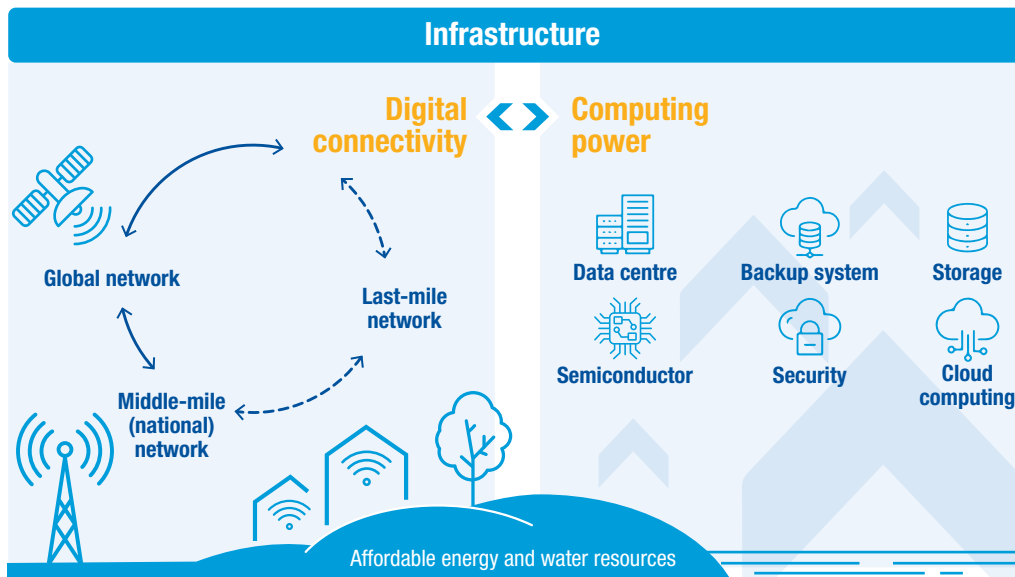 Infrastructure
Digital
connectivity
Computing
power
Global network
Last-mile
network
Middle-mile
(national)
network
Data centre
Backup system
Storage
Semiconductor
Security
Cloud
computing
Affordable energy and water resources